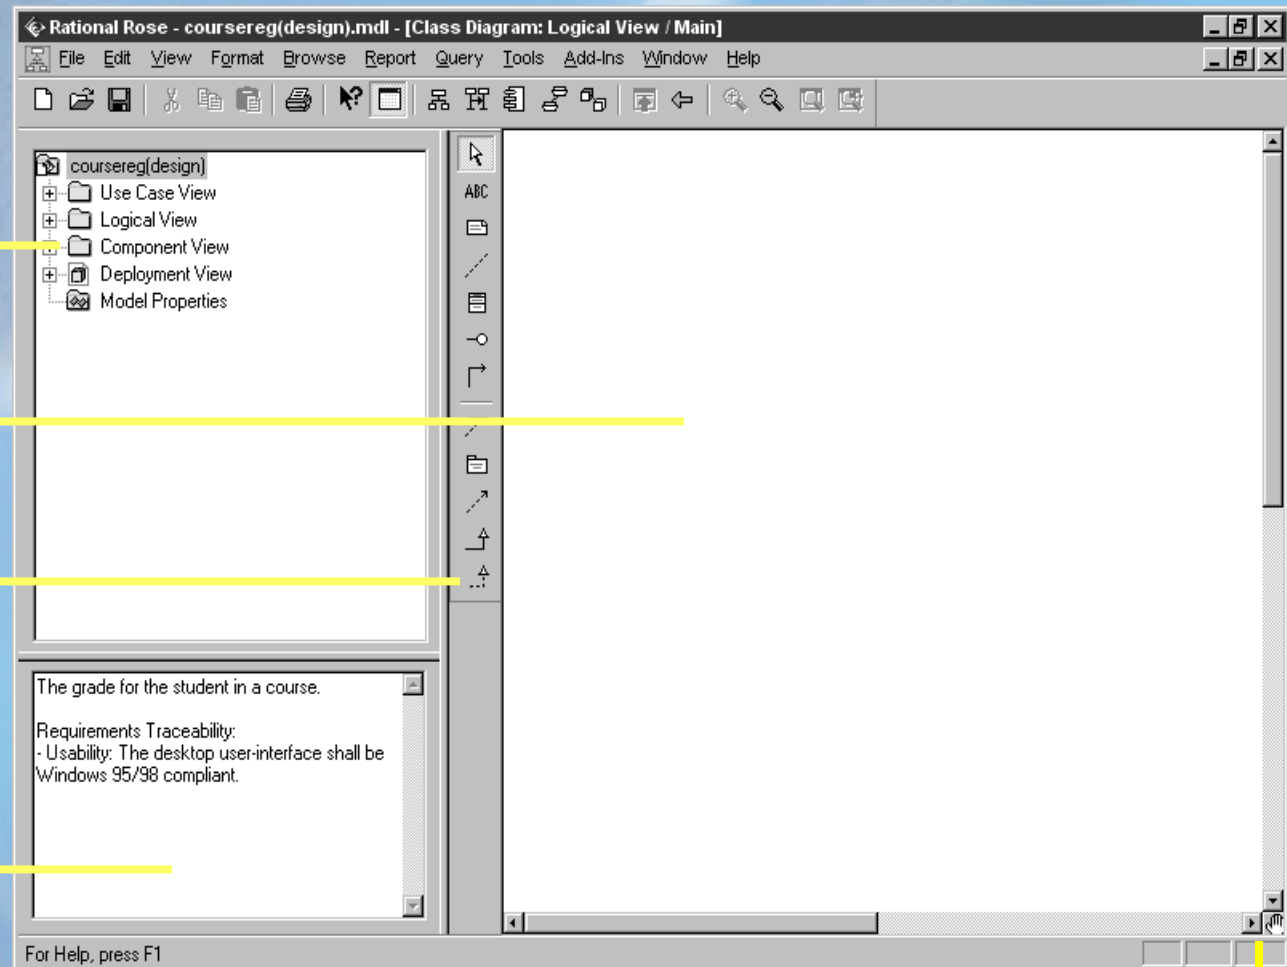 Rational Rose - coursereg(design).mdl - [Class Diagram: Logical View / Main]
File Edit View Format Browse Report Query Tools Add-Ins Window Help
coursereg(design)
Use Case View
Logical View
Component View
Deployment View
Model Properties
ABC
The grade for the student in a course.
Requirements Traceability:
- Usability: The desktop user-interface shall be
Windows 95/98 compliant.
For Help, press F1